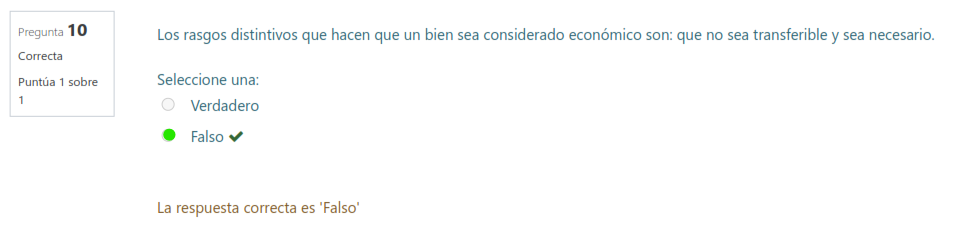 Pregunta 10
Correcta
Puntúa 1 sobre
1
Los rasgos distintivos que hacen que un bien sea considerado económico son: que no sea transferible y sea necesario.
Seleccione una:
Verdadero
Falso ✔
La respuesta correcta es 'Falso'